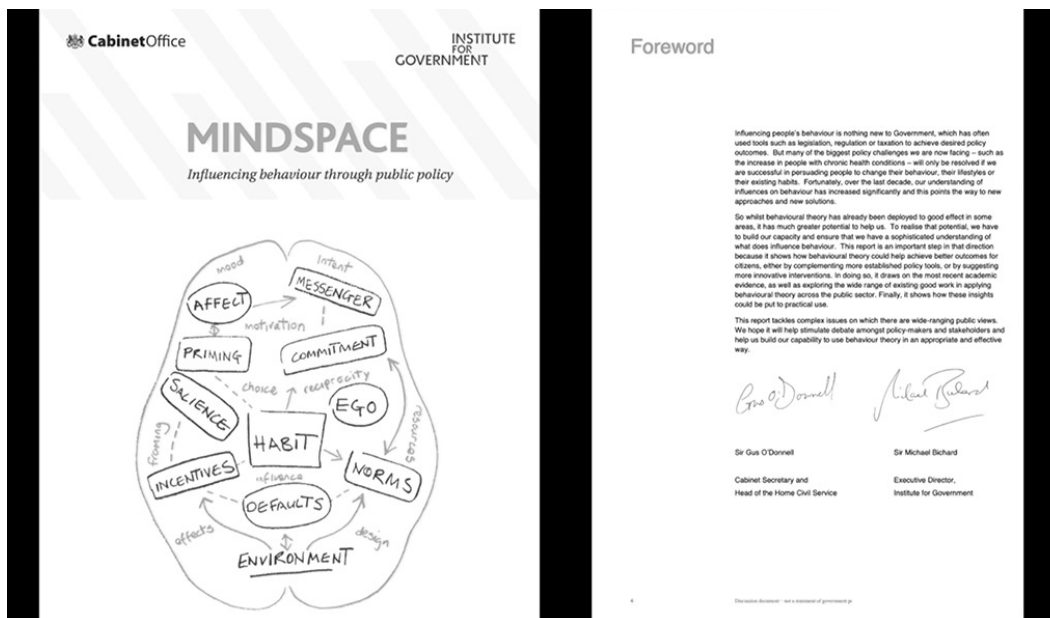 CabinetOffice
INSTITUTE
FOR
GOVERNMENT
MINDSPACE
Influencing behaviour through public policy
mood
intent
AFFECT
MESSENGER
motivation
PRIMING
COMMITMENT
choice
reciprocity
SALIENCE
EGO
HABIT
framing
resources
INCENTIVES
NORMS
influence
DEFAULTS
effects
design
ENVIRONMENT
Foreword
Influencing people's behaviour is nothing new to Government, which has often
used tools such as legislation, regulation or taxation to achieve desired policy
outcomes. But many of the biggest policy challenges we are now facing – such as
the increase in people with chronic health conditions – will only be resolved if we
are successful in persuading people to change their behaviour, their lifestyles or
their existing habits. Fortunately, over the last decade, our understanding of
influences on behaviour has increased significantly and this points the way to new
approaches and new solutions.
So whilst behavioural theory has already been deployed to good effect in some
areas, it has much greater potential to help us. To realise that potential, we have
to build our capacity and ensure that we have a sophisticated understanding of
what does influence behaviour. This report is an important step in that direction
because it shows how behavioural theory could help achieve better outcomes for
citizens, either by complementing more established policy tools, or by suggesting
more innovative interventions. In doing so, it draws on the most recent academic
evidence, as well as exploring the wide range of existing good work in applying
behavioural theory across the public sector. Finally, it shows how these insights
could be put to practical use.
This report tackles complex issues on which there are wide-ranging public views.
We hope it will help stimulate debate amongst policy-makers and stakeholders and
help us build our capability to use behaviour theory in an appropriate and effective
way.
Gus O'Donnell
Michael Bichard
Sir Gus O'Donnell
Sir Michael Bichard
Cabinet Secretary and
Head of the Home Civil Service
Executive Director,
Institute for Government
Discussion document – not a statement of government p